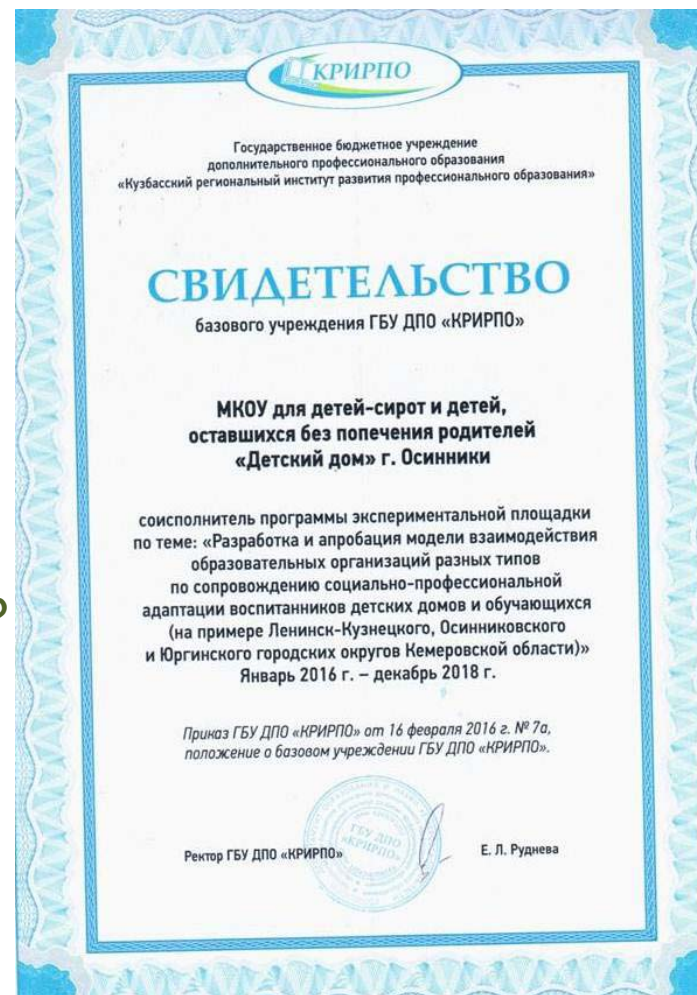 КРИРПО
Государственное бюджетное учреждение
дополнительного профессионального образования
«Кузбасский региональный институт развития профессионального образования»
СВИДЕТЕЛЬСТВО
базового учреждения ГБУ ДПО «КРИРПО»
МКОУ для детей-сирот и детей,
оставшихся без попечения родителей
«Детский дом» г. Осинники
соисполнитель программы экспериментальной площадки
по теме: «Разработка и апробация модели взаимодействия
образовательных организаций разных типов
по сопровождению социально-профессиональной
адаптации воспитанников детских домов и обучающихся
(на примере Ленинск-Кузнецкого, Осинниковского
и Юргинского городских округов Кемеровской области)»
Январь 2016 г. – декабрь 2018 г.
Приказ ГБУ ДПО «КРИРПО» от 16 февраля 2016 г. № 7а,
положение о базовом учреждении ГБУ ДПО «КРИРПО».
ГБУ ДПО
«КРИРПО»
Ректор ГБУ ДПО «КРИРПО» Е. Л. Руднева